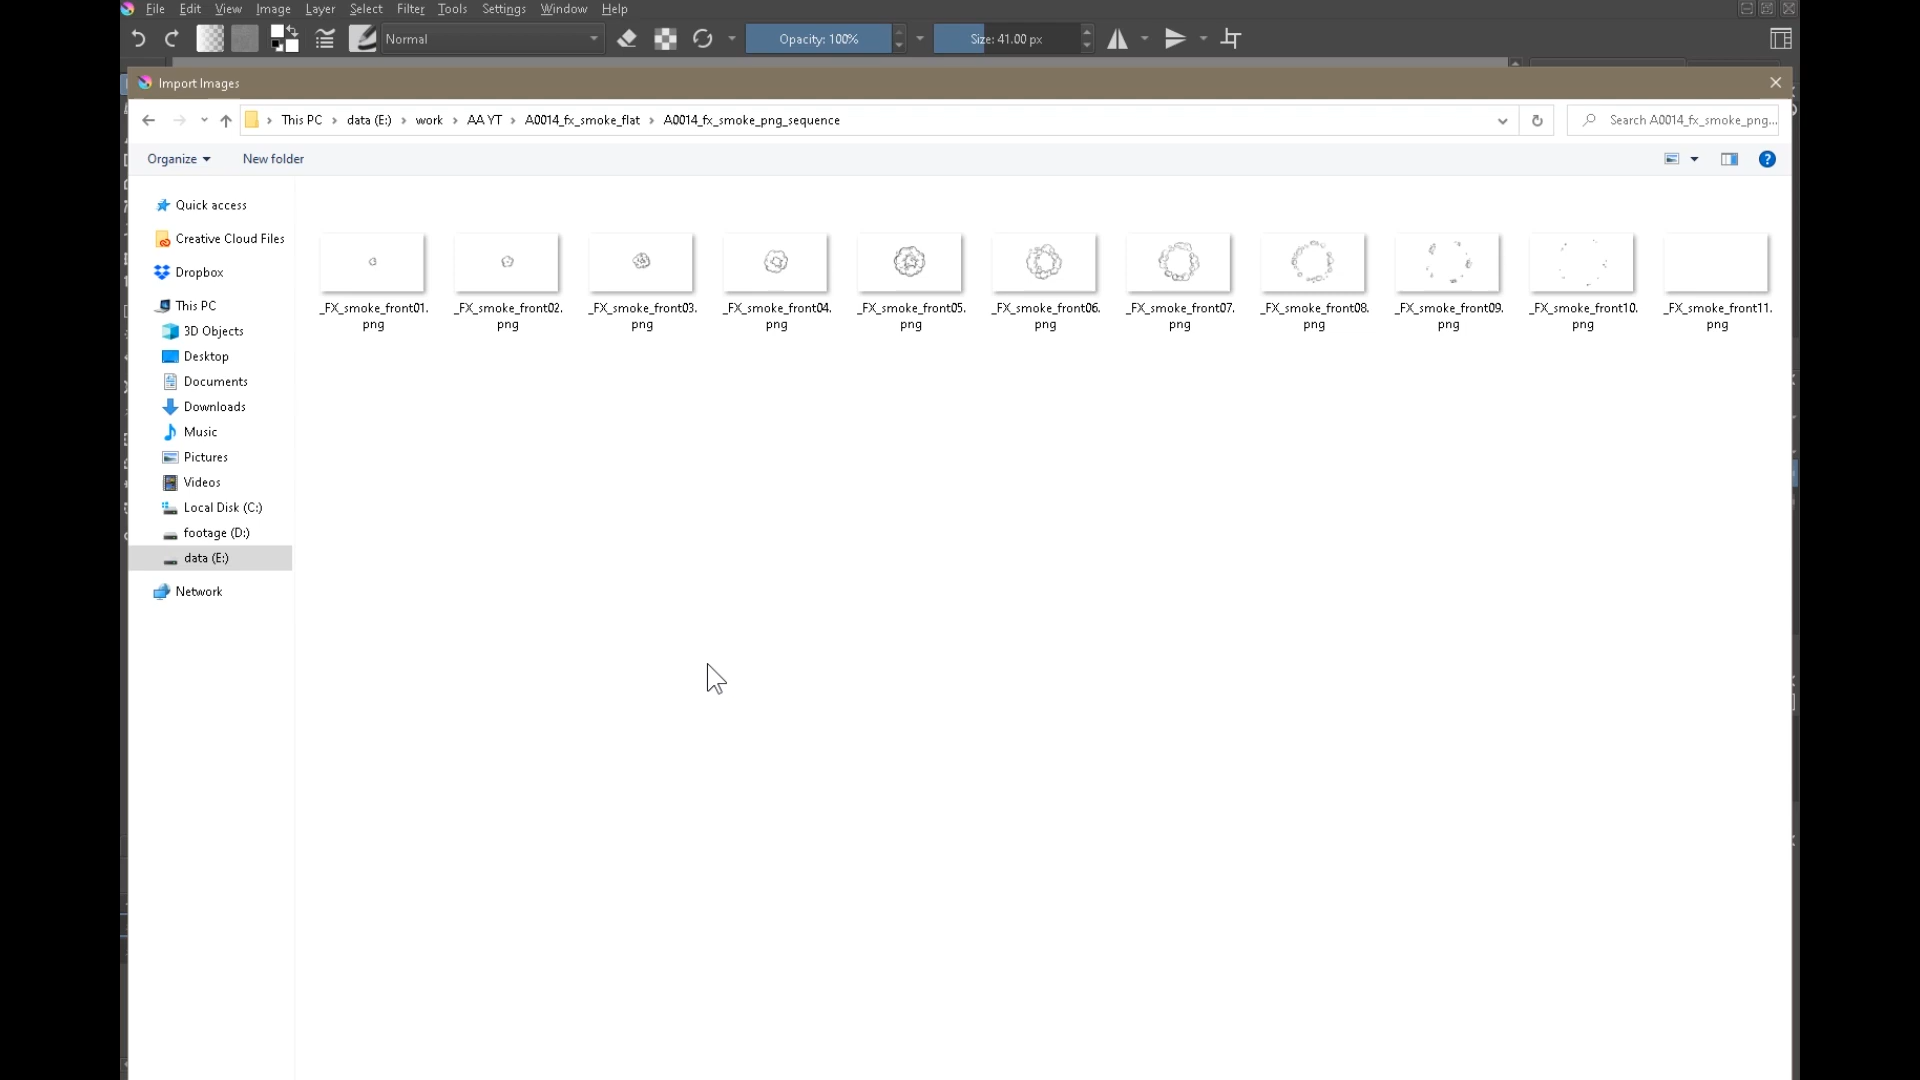 File Edit View Image Layer Select Filter Tools Settings Window Help
Normal Opacity: 100% Size: 41.00 px
Import Images
This PC > data (E:) > work > AA YT > A0014_fx_smoke_flat > A0014_fx_smoke_png_sequence
Search A0014_fx_smoke_png...
Organize New folder
Quick access
Creative Cloud Files
Dropbox
This PC
3D Objects
Desktop
Documents
Downloads
Music
Pictures
Videos
Local Disk (C:)
footage (D:)
data (E:)
Network
_FX_smoke_front01.
png
_FX_smoke_front02.
png
_FX_smoke_front03.
png
_FX_smoke_front04.
png
_FX_smoke_front05.
png
_FX_smoke_front06.
png
_FX_smoke_front07.
png
_FX_smoke_front08.
png
_FX_smoke_front09.
png
_FX_smoke_front10.
png
_FX_smoke_front11.
png